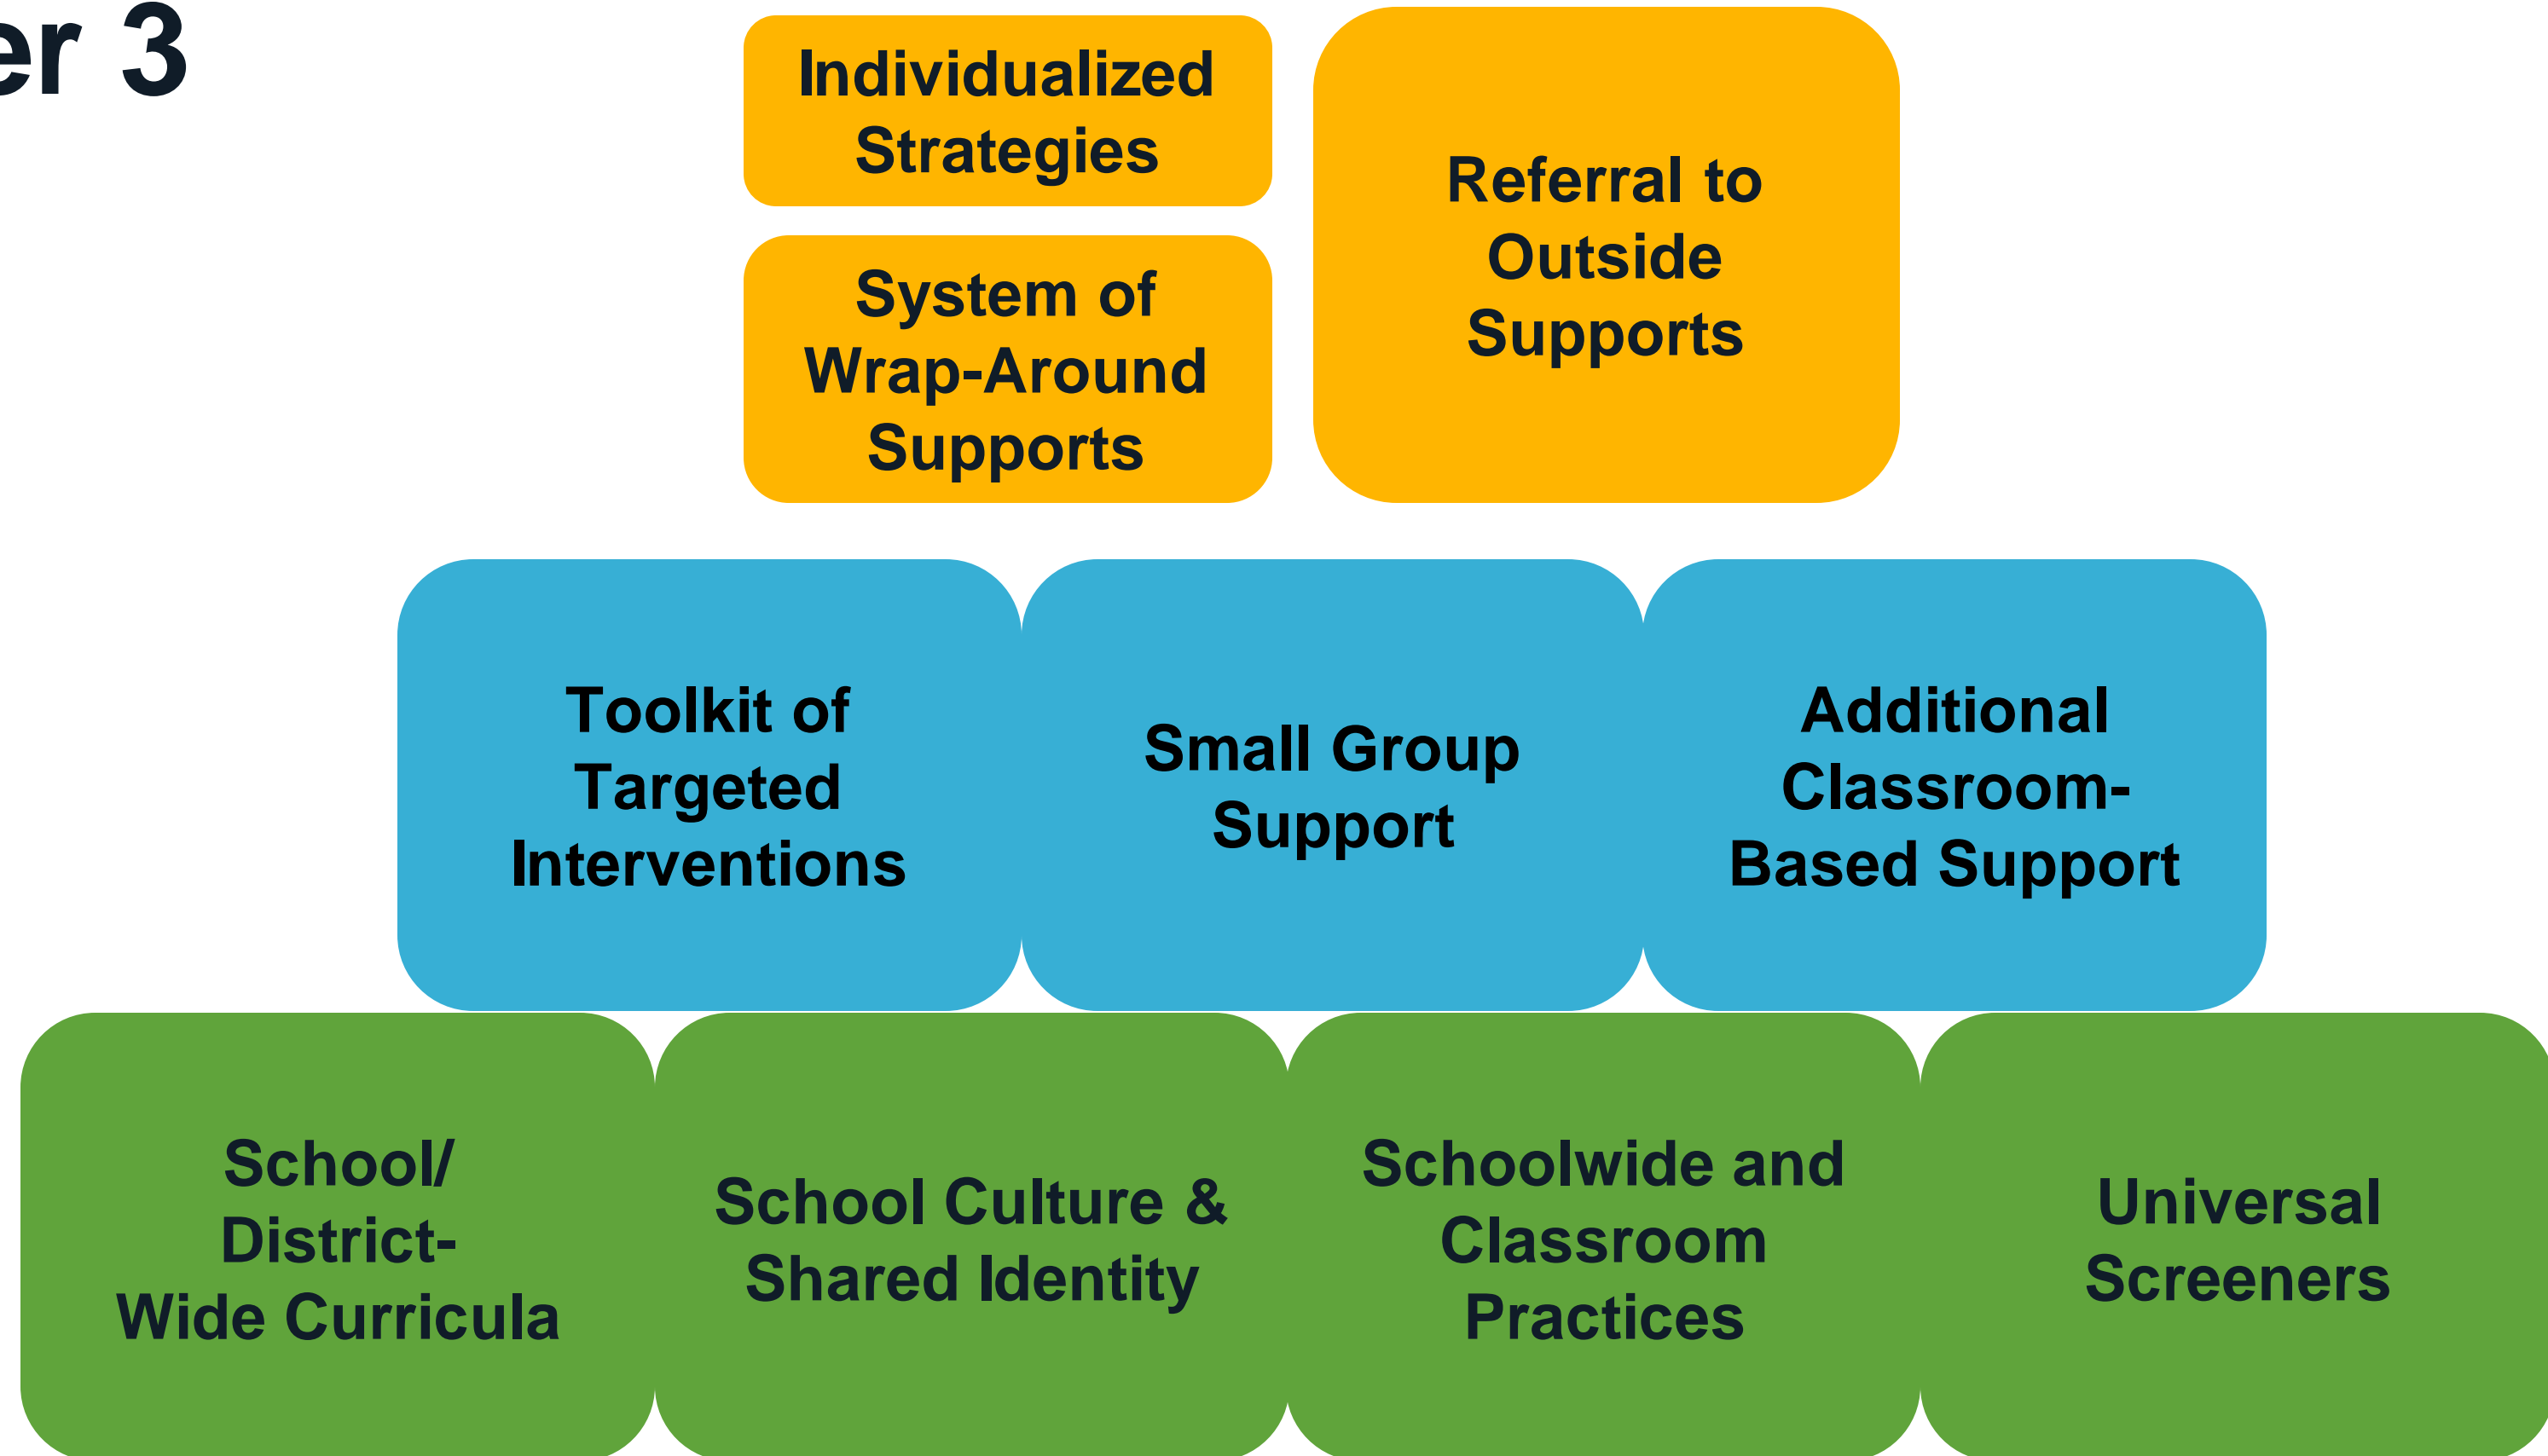 er 3
Individualized
Strategies
System of
Wrap-Around
Supports
Referral to
Outside
Supports
Toolkit of
Targeted
Interventions
Small Group
Support
Additional
Classroom-
Based Support
School/
District-
Wide Curricula
School Culture &
Shared Identity
Schoolwide and
Classroom
Practices
Universal
Screeners